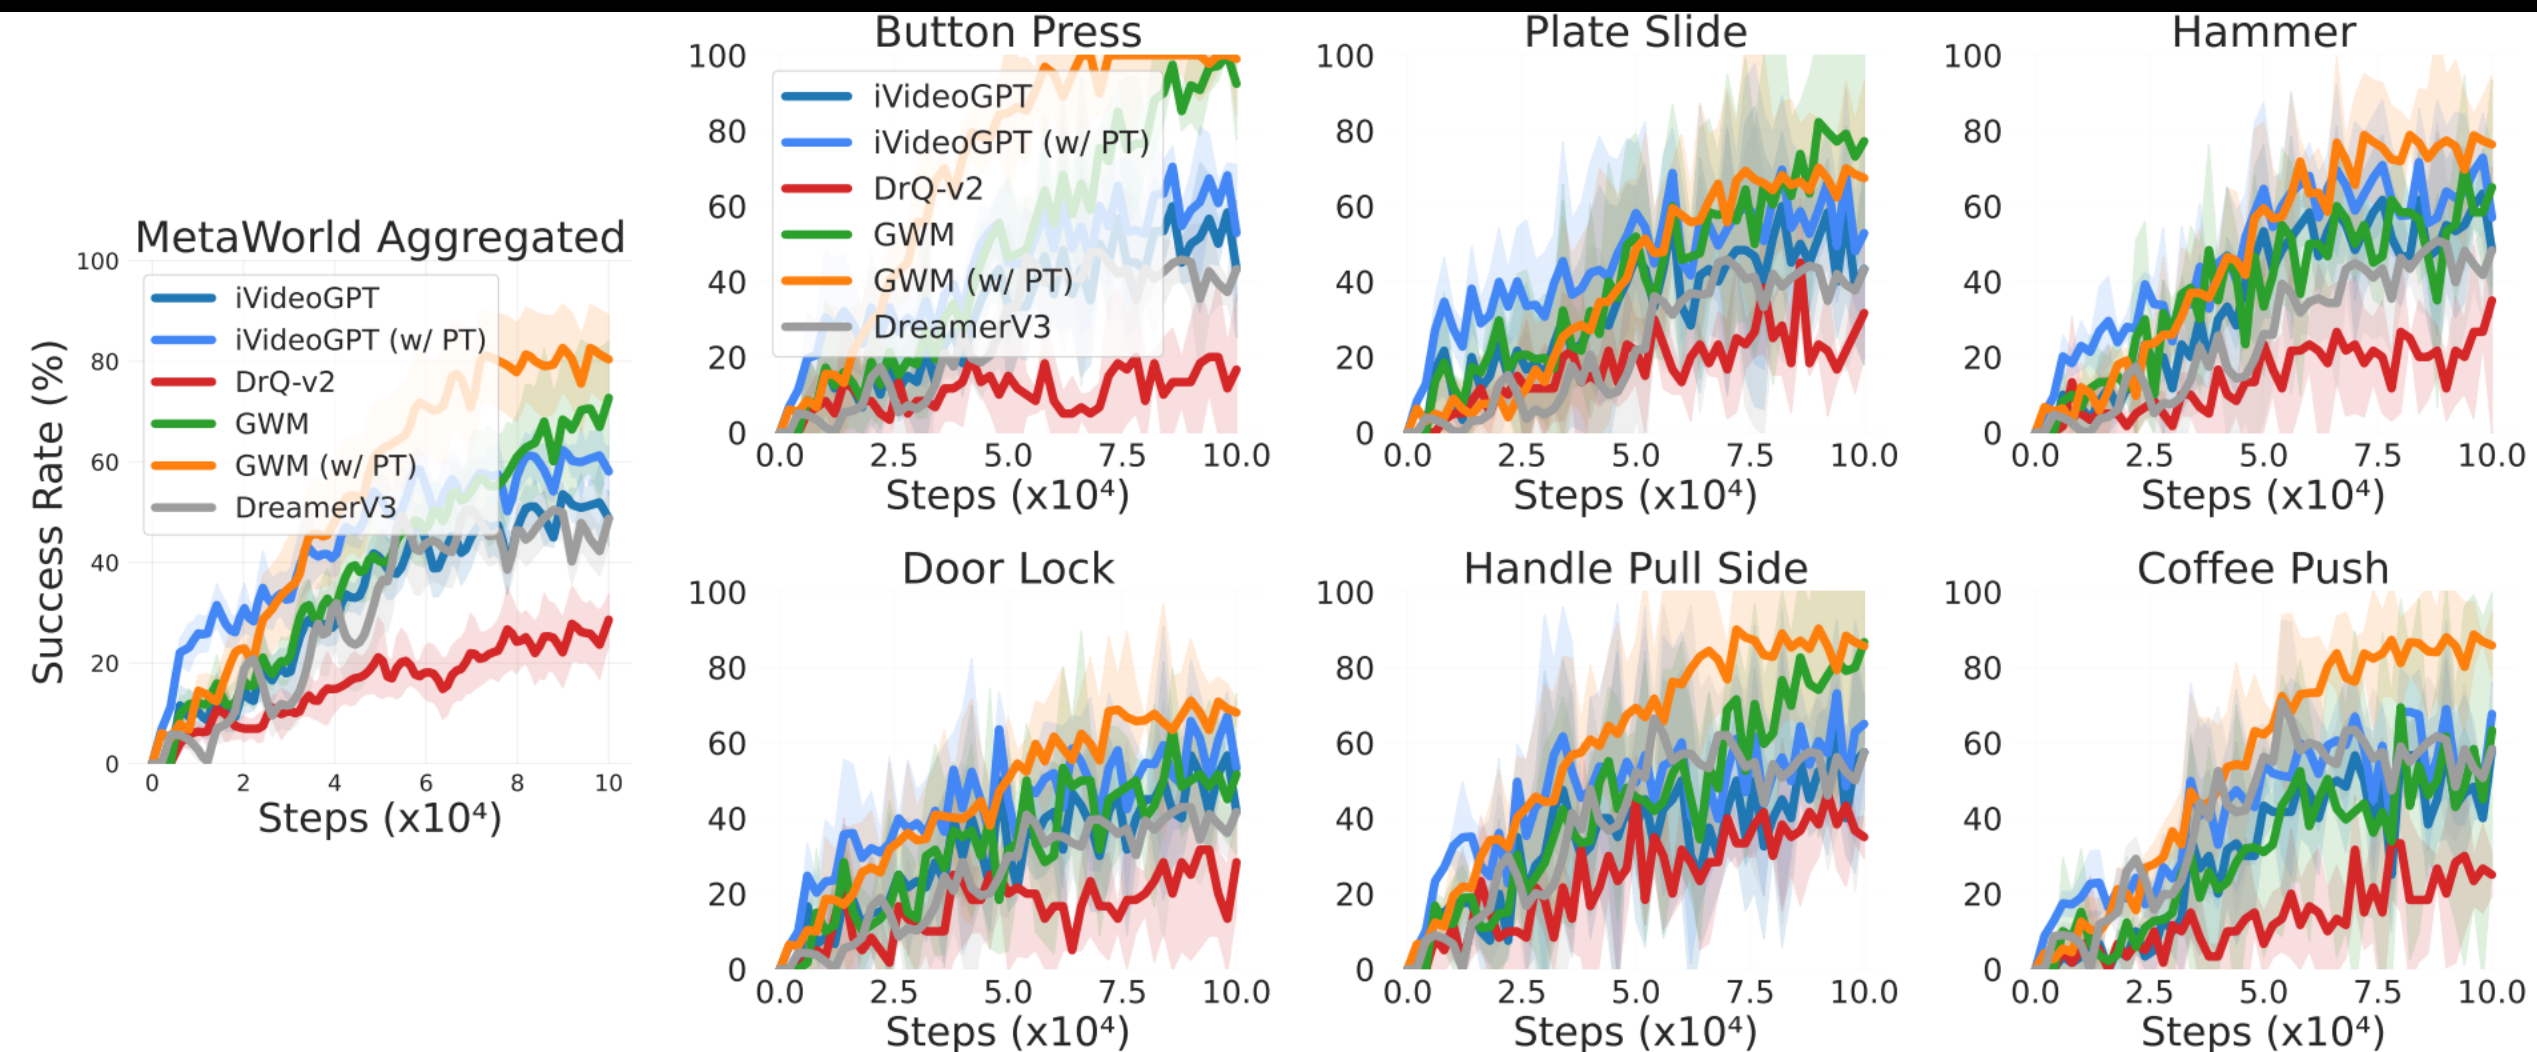 MetaWorld Aggregated
Success Rate (%)
100
80
60
40
20
0
iVideoGPT
iVideoGPT (w/ PT)
DrQ-v2
GWM
GWM (w/ PT)
DreamerV3
0 2 4 6 8 10
Steps (x10⁴)
Button Press
100
80
60
40
20
0
iVideoGPT
iVideoGPT (w/ PT)
DrQ-v2
GWM
GWM (w/ PT)
DreamerV3
0.0 2.5 5.0 7.5 10.0
Steps (x10⁴)
Plate Slide
100
80
60
40
20
0
0.0 2.5 5.0 7.5 10.0
Steps (x10⁴)
Hammer
100
80
60
40
20
0
0.0 2.5 5.0 7.5 10.0
Steps (x10⁴)
Door Lock
100
80
60
40
20
0
0.0 2.5 5.0 7.5 10.0
Steps (x10⁴)
Handle Pull Side
100
80
60
40
20
0
0.0 2.5 5.0 7.5 10.0
Steps (x10⁴)
Coffee Push
100
80
60
40
20
0
0.0 2.5 5.0 7.5 10.0
Steps (x10⁴)